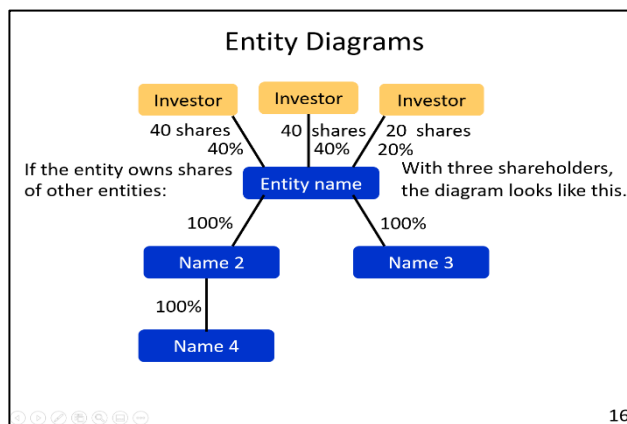 Entity Diagrams
Investor
Investor
Investor
40 shares
40%
40 shares
40%
20 shares
20%
If the entity owns shares
of other entities:
Entity name
With three shareholders,
the diagram looks like this.
100%
100%
Name 2
Name 3
100%
Name 4
16